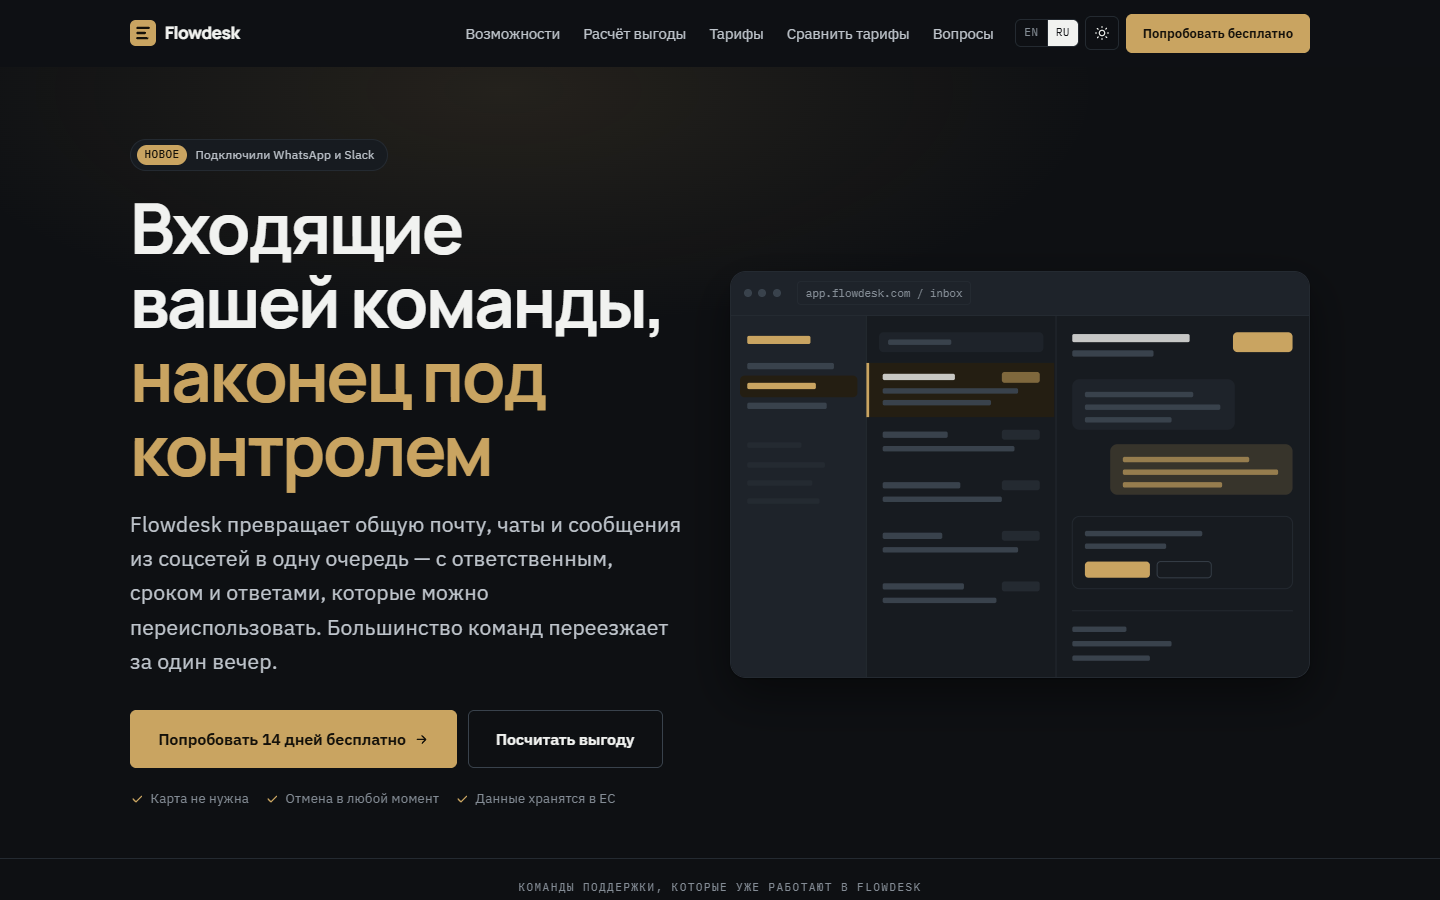 Flowdesk
Возможности
Расчёт выгоды
Тарифы
Сравнить тарифы
Вопросы
EN
RU
Попробовать бесплатно
НОВОЕ
Подключили WhatsApp и Slack
Входящие
вашей команды,
наконец под
контролем
Flowdesk превращает общую почту, чаты и сообщения
из соцсетей в одну очередь — с ответственным,
сроком и ответами, которые можно
переиспользовать. Большинство команд переезжает
за один вечер.
Попробовать 14 дней бесплатно →
Посчитать выгоду
Карта не нужна
Отмена в любой момент
Данные хранятся в ЕС
app.flowdesk.com / inbox
КОМАНДЫ ПОДДЕРЖКИ, КОТОРЫЕ УЖЕ РАБОТАЮТ В FLOWDESK